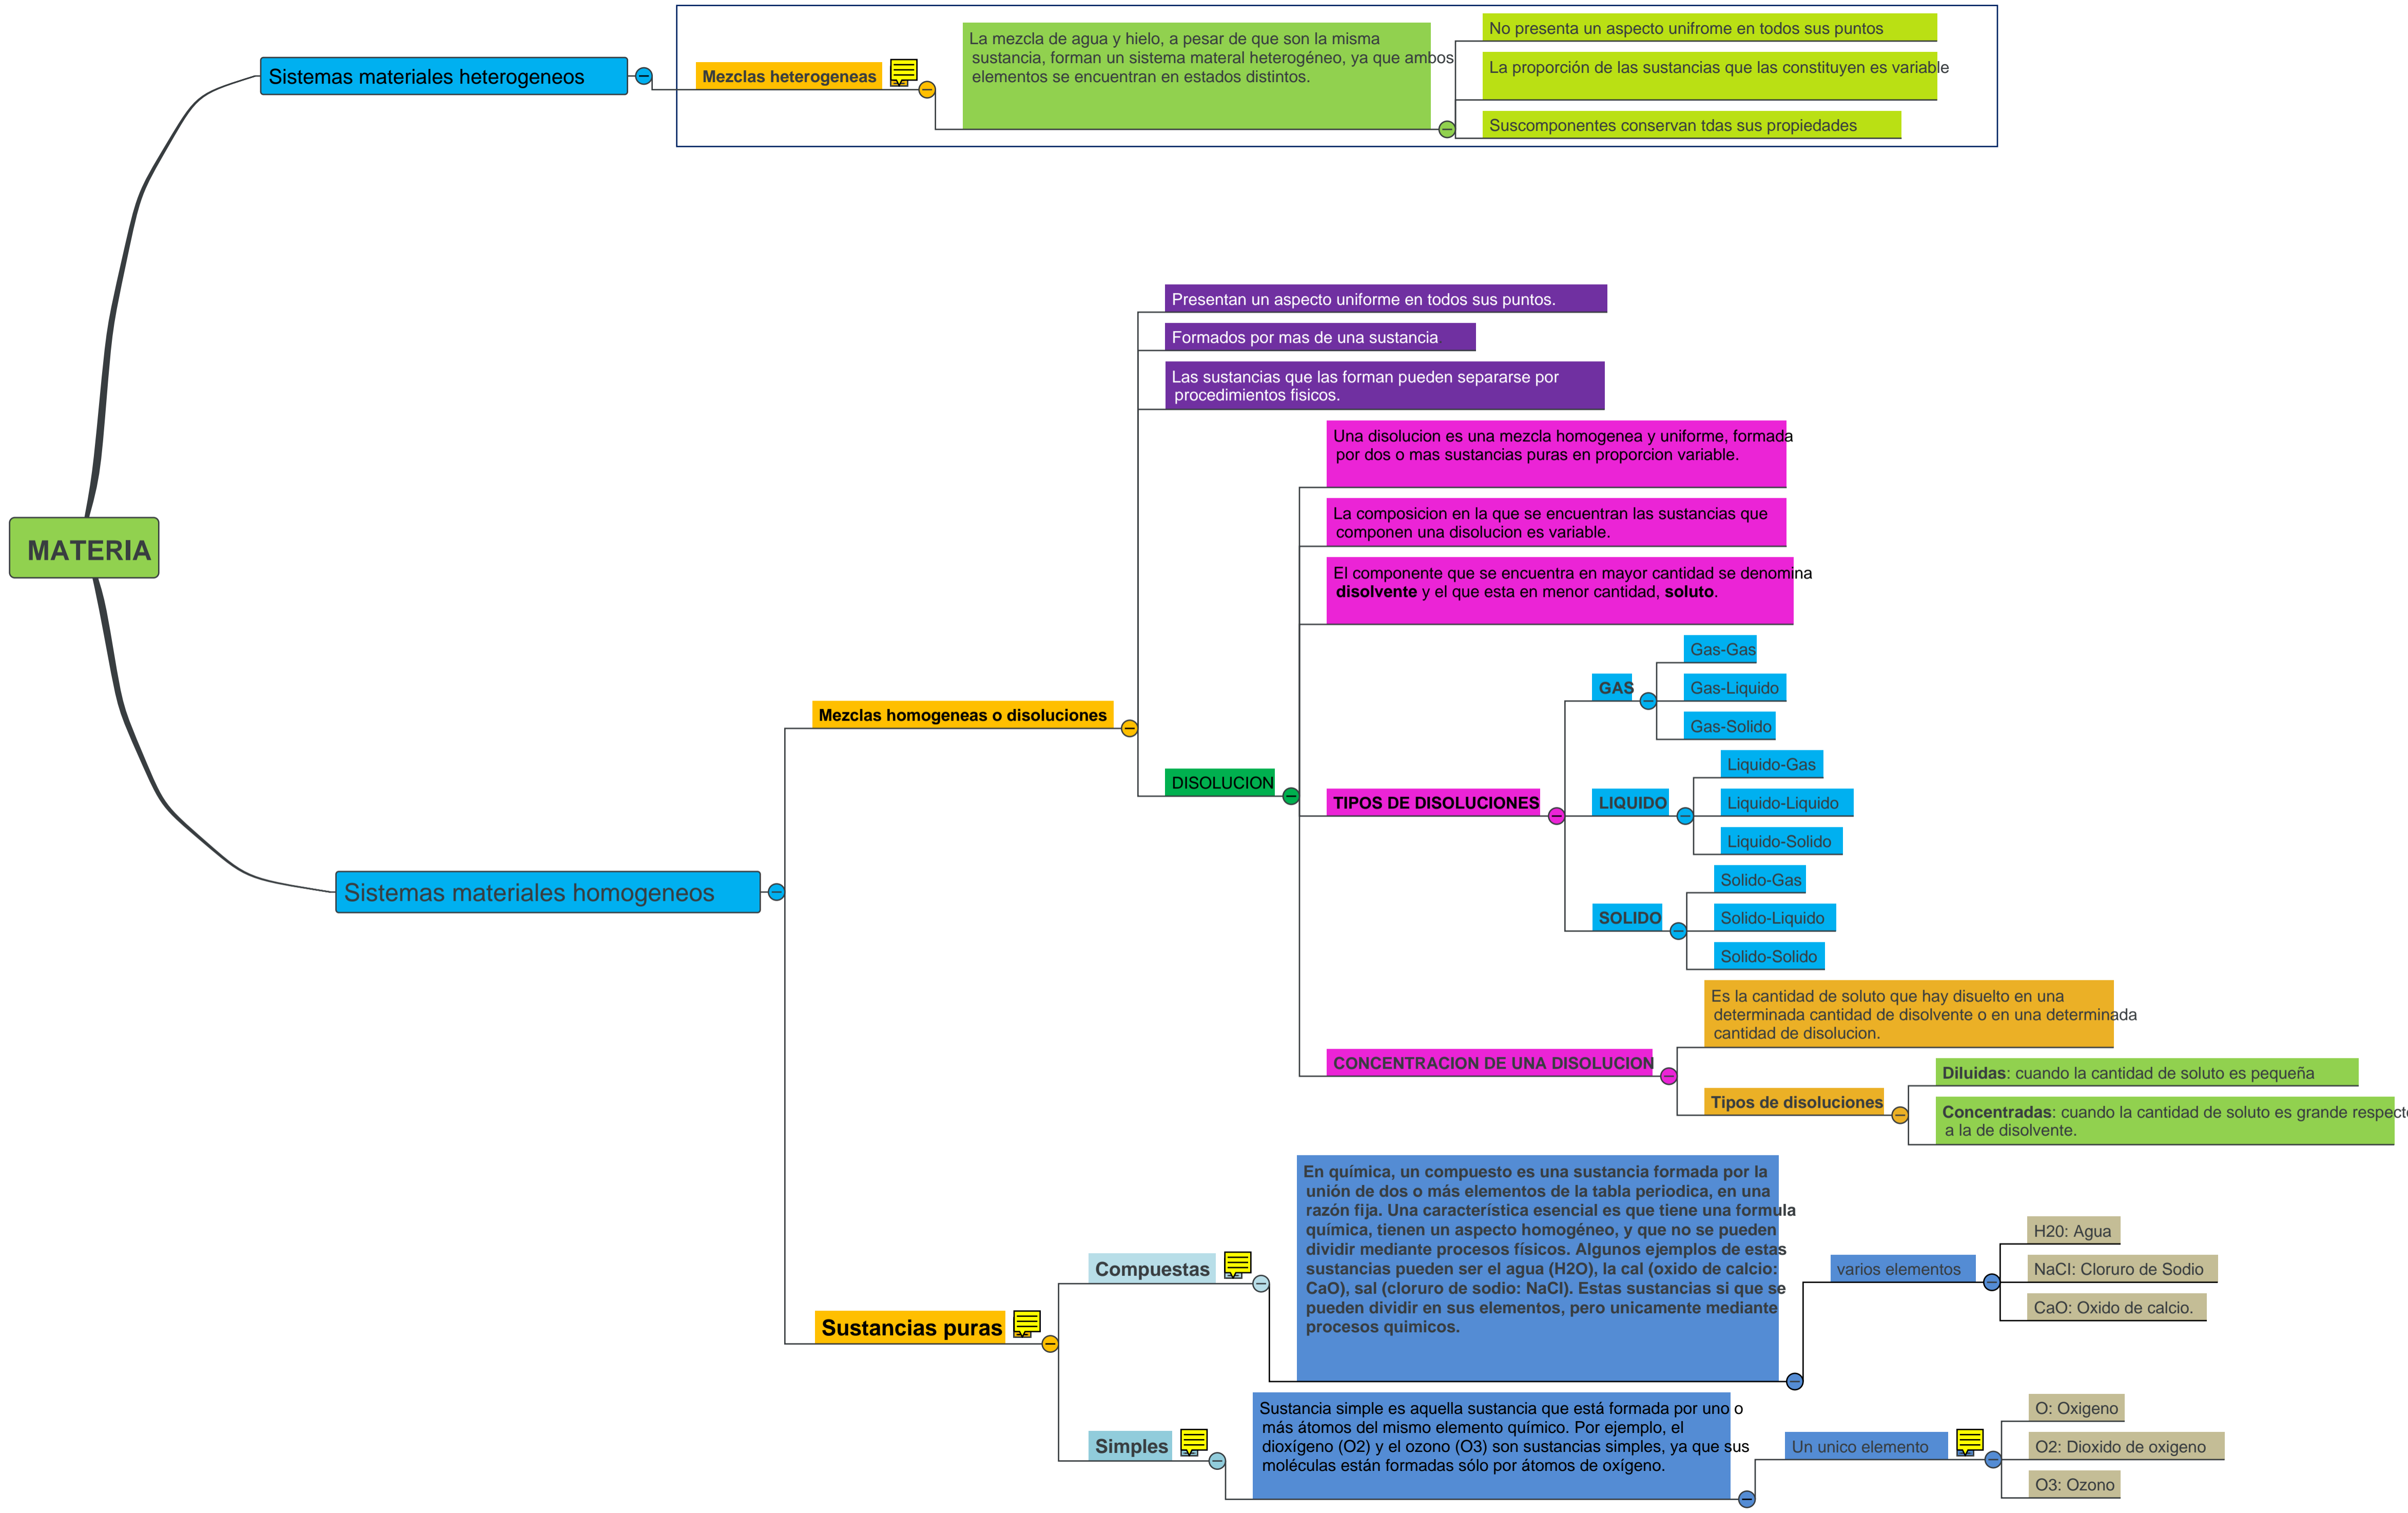 MATERIA
Sistemas materiales heterogeneos
Mezclas heterogeneas
La mezcla de agua y hielo, a pesar de que son la misma
sustancia, forman un sistema materal heterogéneo, ya que ambos
elementos se encuentran en estados distintos.
No presenta un aspecto unifrome en todos sus puntos
La proporción de las sustancias que las constituyen es variable
Suscomponentes conservan tdas sus propiedades
Sistemas materiales homogeneos
Mezclas homogeneas o disoluciones
Presentan un aspecto uniforme en todos sus puntos.
Formados por mas de una sustancia
Las sustancias que las forman pueden separarse por
procedimientos fisicos.
DISOLUCION
Una disolucion es una mezcla homogenea y uniforme, formada
por dos o mas sustancias puras en proporcion variable.
La composicion en la que se encuentran las sustancias que
componen una disolucion es variable.
El componente que se encuentra en mayor cantidad se denomina
disolvente y el que esta en menor cantidad, soluto.
TIPOS DE DISOLUCIONES
GAS
Gas-Gas
Gas-Liquido
Gas-Solido
LIQUIDO
Liquido-Gas
Liquido-Liquido
Liquido-Solido
SOLIDO
Solido-Gas
Solido-Liquido
Solido-Solido
CONCENTRACION DE UNA DISOLUCION
Es la cantidad de soluto que hay disuelto en una
determinada cantidad de disolvente o en una determinada
cantidad de disolucion.
Tipos de disoluciones
Diluidas: cuando la cantidad de soluto es pequeña
Concentradas: cuando la cantidad de soluto es grande respecto
a la de disolvente.
Sustancias puras
Compuestas
En química, un compuesto es una sustancia formada por la
unión de dos o más elementos de la tabla periodica, en una
razón fija. Una característica esencial es que tiene una formula
química, tienen un aspecto homogéneo, y que no se pueden
dividir mediante procesos físicos. Algunos ejemplos de estas
sustancias pueden ser el agua (H2O), la cal (oxido de calcio:
CaO), sal (cloruro de sodio: NaCl). Estas sustancias si que se
pueden dividir en sus elementos, pero unicamente mediante
procesos quimicos.
varios elementos
H20: Agua
NaCl: Cloruro de Sodio
CaO: Oxido de calcio.
Simples
Sustancia simple es aquella sustancia que está formada por uno o
más átomos del mismo elemento químico. Por ejemplo, el
dioxígeno (O2) y el ozono (O3) son sustancias simples, ya que sus
moléculas están formadas sólo por átomos de oxígeno.
Un unico elemento
O: Oxigeno
O2: Dioxido de oxigeno
O3: Ozono